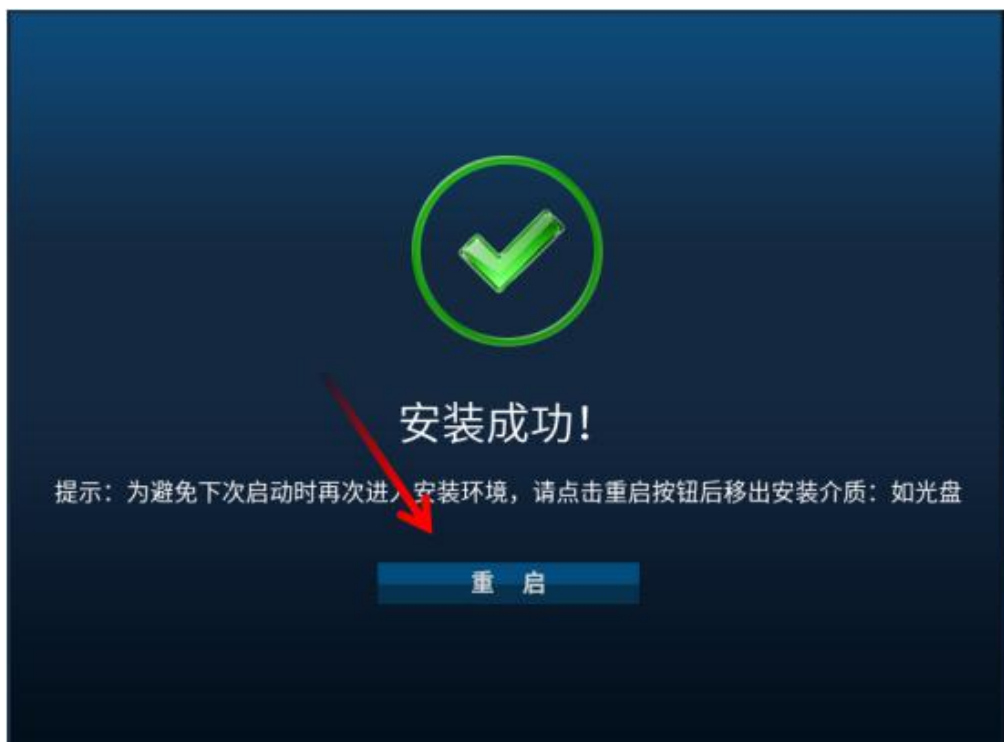 安装成功！
提示：为避免下次启动时再次进入安装环境，请点击重启按钮后移出安装介质：如光盘
重 启